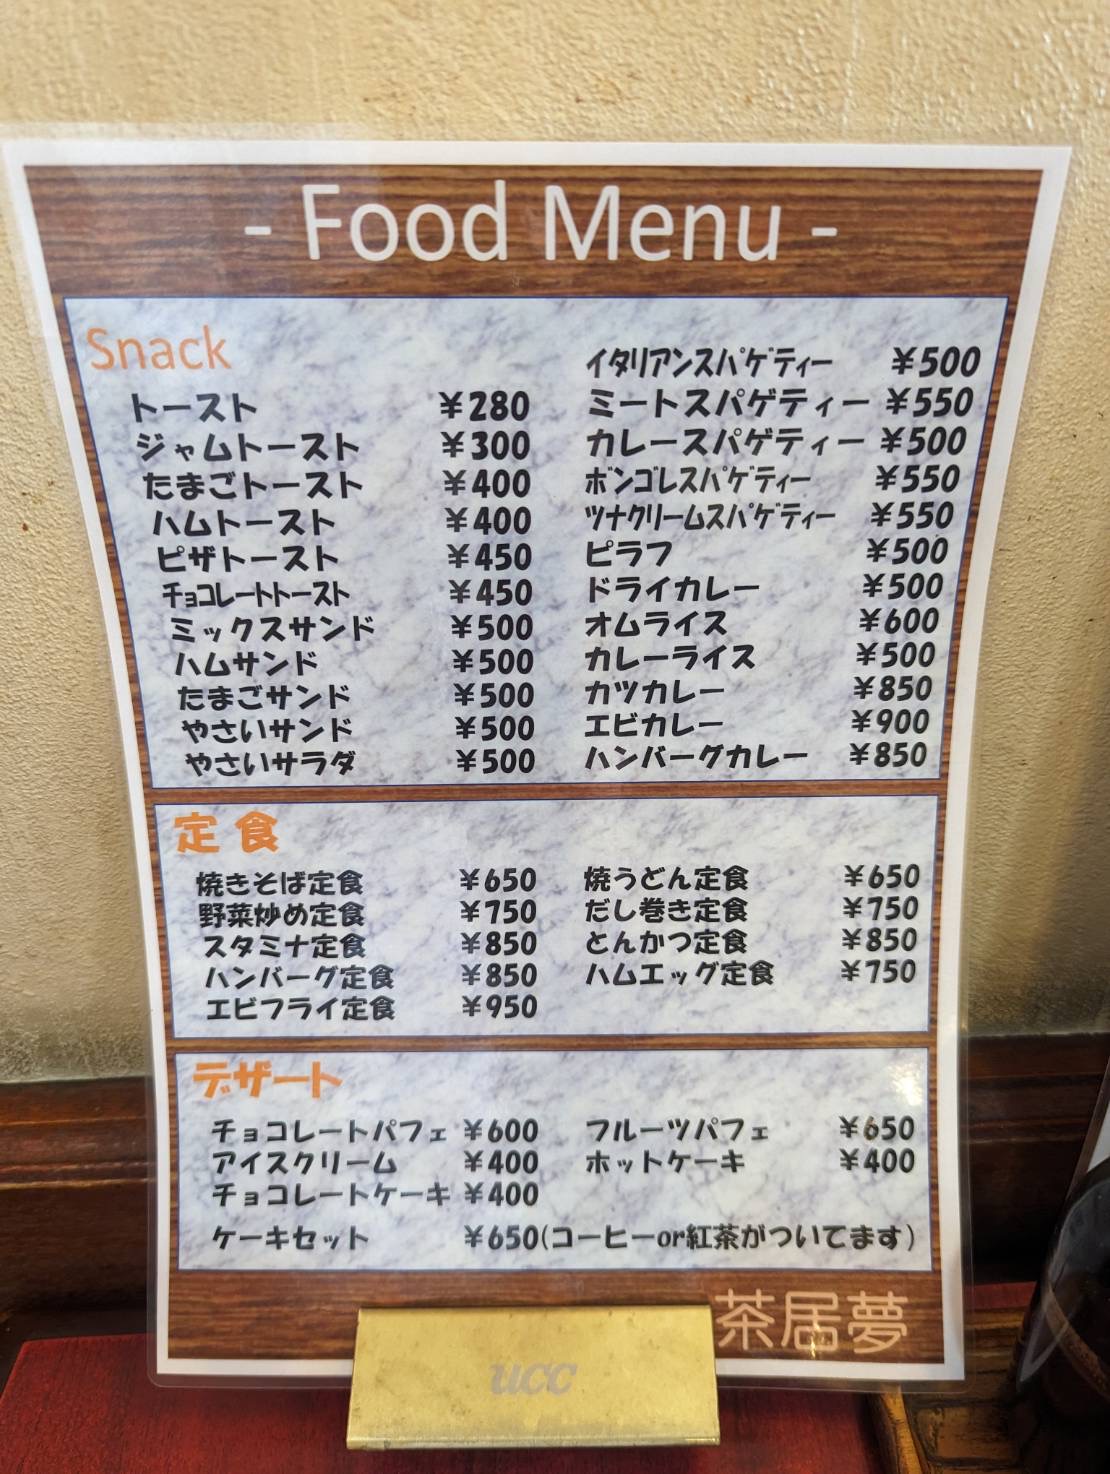 - Food Menu -
Snack
トースト ¥280
ジャムトースト ¥300
たまごトースト ¥400
ハムトースト ¥400
ピザトースト ¥450
チョコレートトースト ¥450
ミックスサンド ¥500
ハムサンド ¥500
たまごサンド ¥500
やさいサンド ¥500
やさいサラダ ¥500
イタリアンスパゲティー ¥500
ミートスパゲティー ¥550
カレースパゲティー ¥500
ボンゴレスパゲティー ¥550
ツナクリームスパゲティー ¥550
ピラフ ¥500
ドライカレー ¥500
オムライス ¥600
カレーライス ¥500
カツカレー ¥850
エビカレー ¥900
ハンバーグカレー ¥850
定食
焼きそば定食 ¥650
野菜炒め定食 ¥750
スタミナ定食 ¥850
ハンバーグ定食 ¥850
エビフライ定食 ¥950
焼うどん定食 ¥650
だし巻き定食 ¥750
とんかつ定食 ¥850
ハムエッグ定食 ¥750
デザート
チョコレートパフェ ¥600
アイスクリーム ¥400
チョコレートケーキ ¥400
フルーツパフェ ¥650
ホットケーキ ¥400
ケーキセット ¥650(コーヒーor紅茶がついてます)
茶居夢
ucc